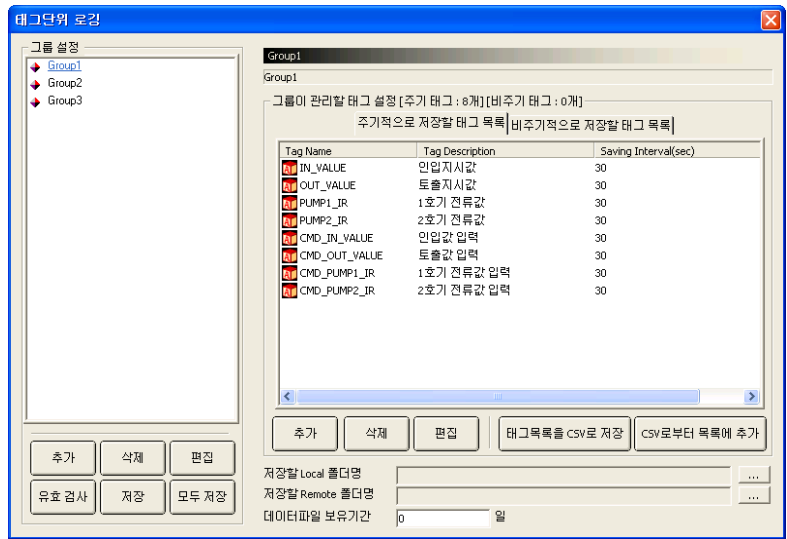 태그단위 로깅
그룹 설정
Group1
Group2
Group3
추가
삭제
편집
유효 검사
저장
모두 저장
Group1
Group1
그룹이 관리할 태그 설정 [주기 태그 : 8개][비주기 태그 : 0개]
주기적으로 저장할 태그 목록
비주기적으로 저장할 태그 목록
Tag Name Tag Description Saving Interval(sec)
IN_VALUE 인입지시값 30
OUT_VALUE 토출지시값 30
PUMP1_IR 1호기 전류값 30
PUMP2_IR 2호기 전류값 30
CMD_IN_VALUE 인입값 입력 30
CMD_OUT_VALUE 토출값 입력 30
CMD_PUMP1_IR 1호기 전류값 입력 30
CMD_PUMP2_IR 2호기 전류값 입력 30
추가
삭제
편집
태그목록을 CSV로 저장
CSV로부터 목록에 추가
저장할 Local 폴더명 ...
저장할 Remote 폴더명 ...
데이터파일 보유기간 0 일